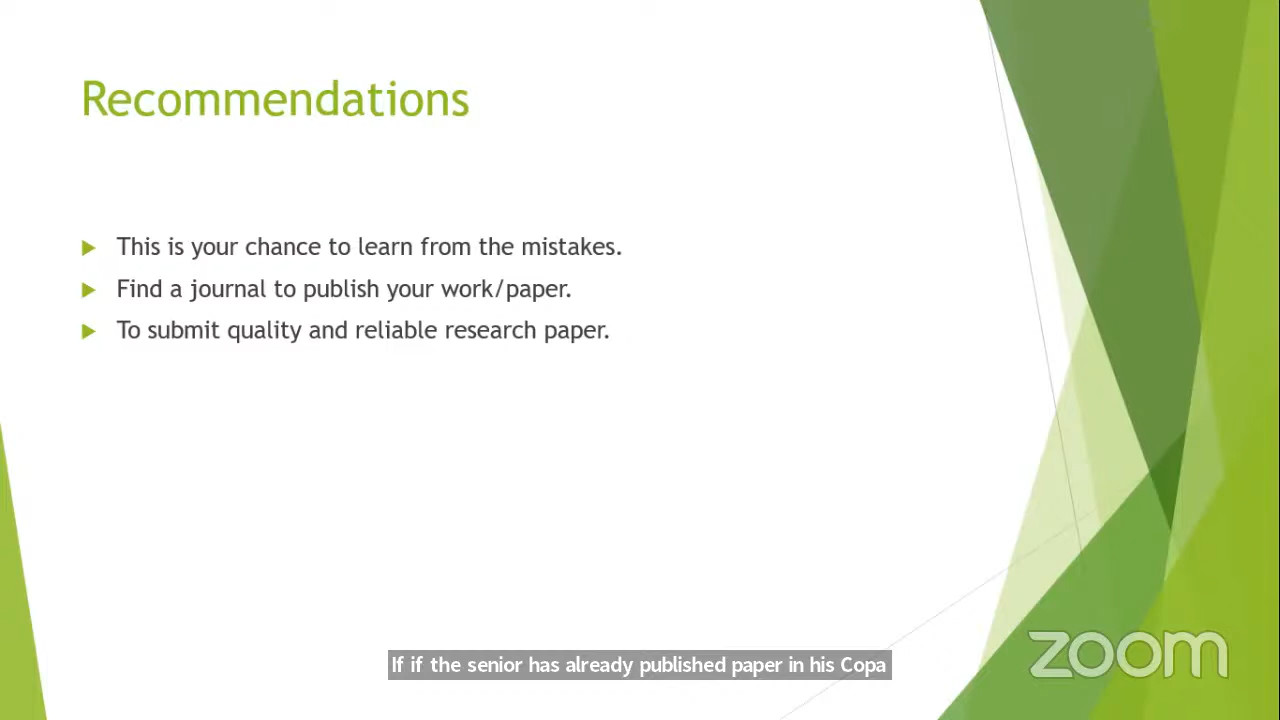 Recommendations
This is your chance to learn from the mistakes.
Find a journal to publish your work/paper.
To submit quality and reliable research paper.
If if the senior has already published paper in his Copa
zoom